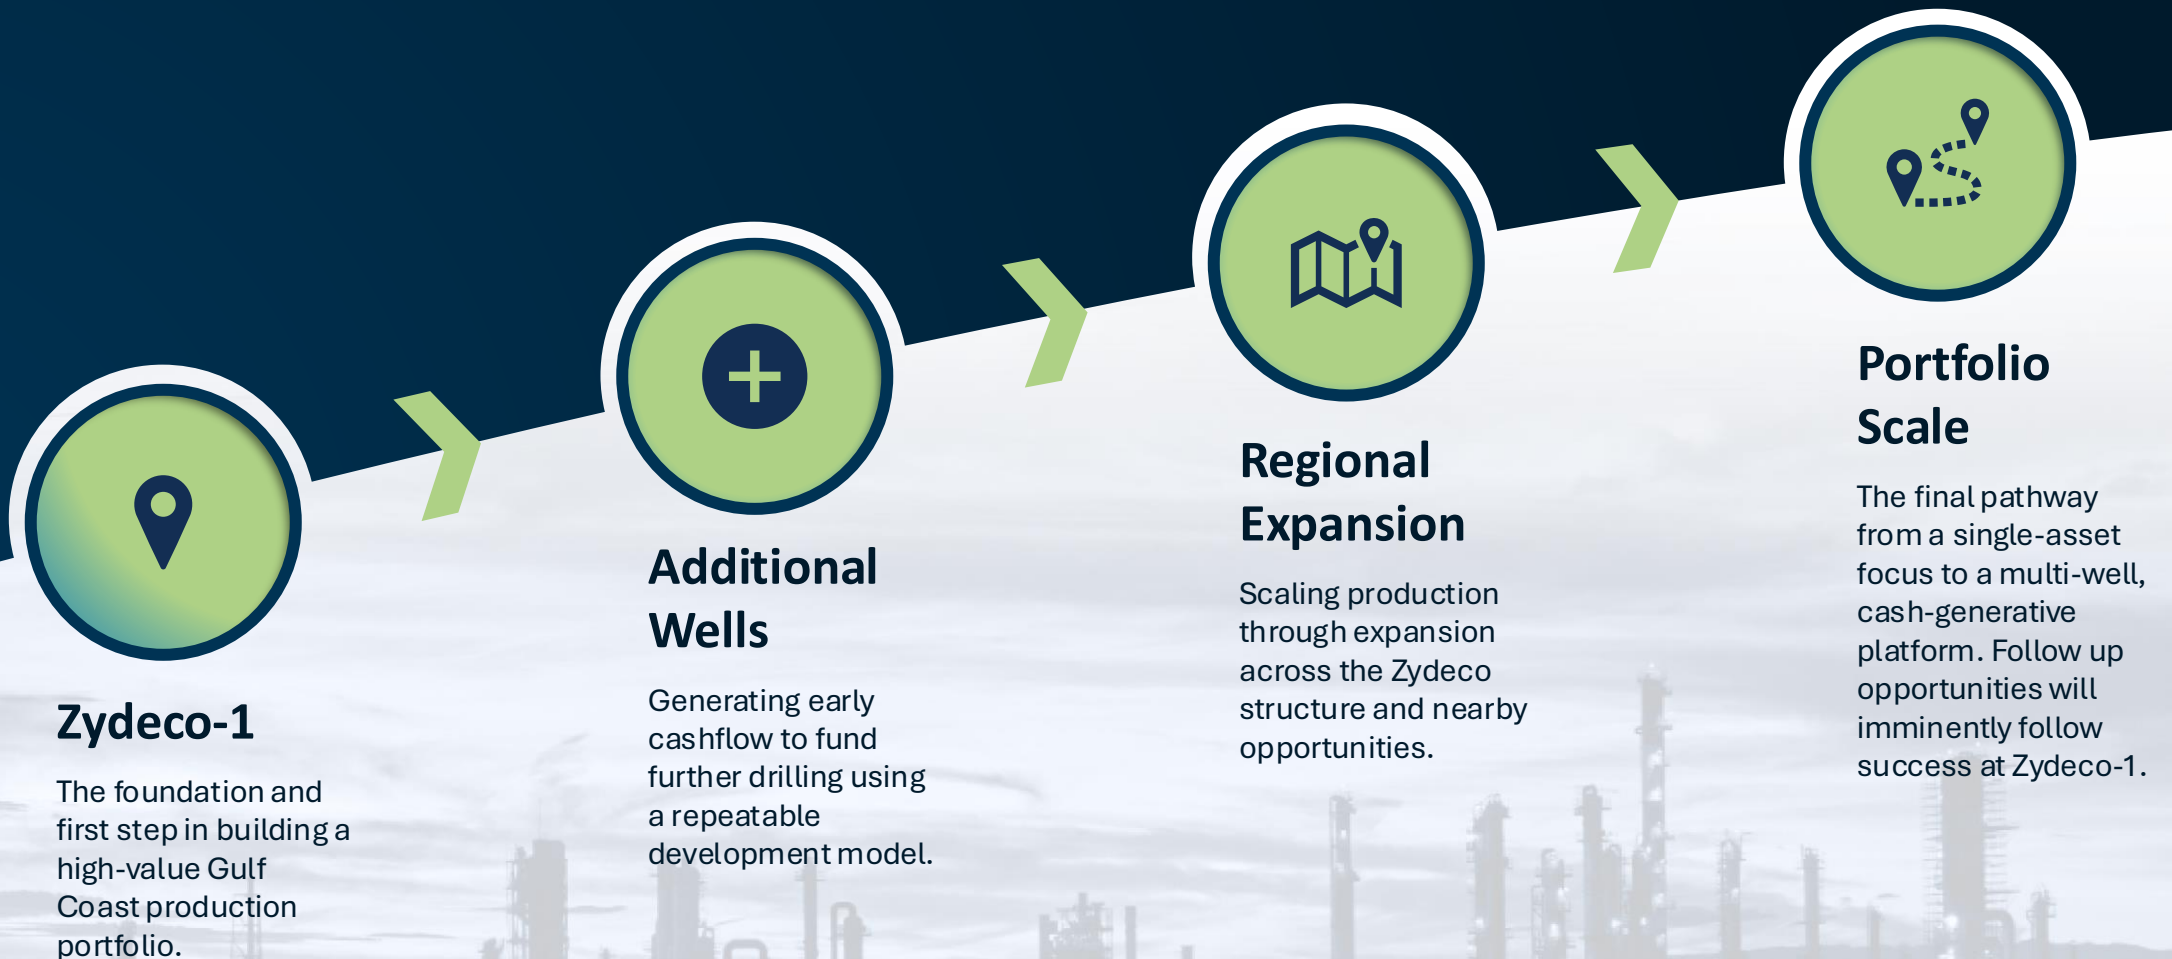 Zydeco-1
The foundation and
first step in building a
high-value Gulf
Coast production
portfolio.
Additional
Wells
Generating early
cashflow to fund
further drilling using
a repeatable
development model.
Regional
Expansion
Scaling production
through expansion
across the Zydeco
structure and nearby
opportunities.
Portfolio
Scale
The final pathway
from a single-asset
focus to a multi-well,
cash-generative
platform. Follow up
opportunities will
imminently follow
success at Zydeco-1.